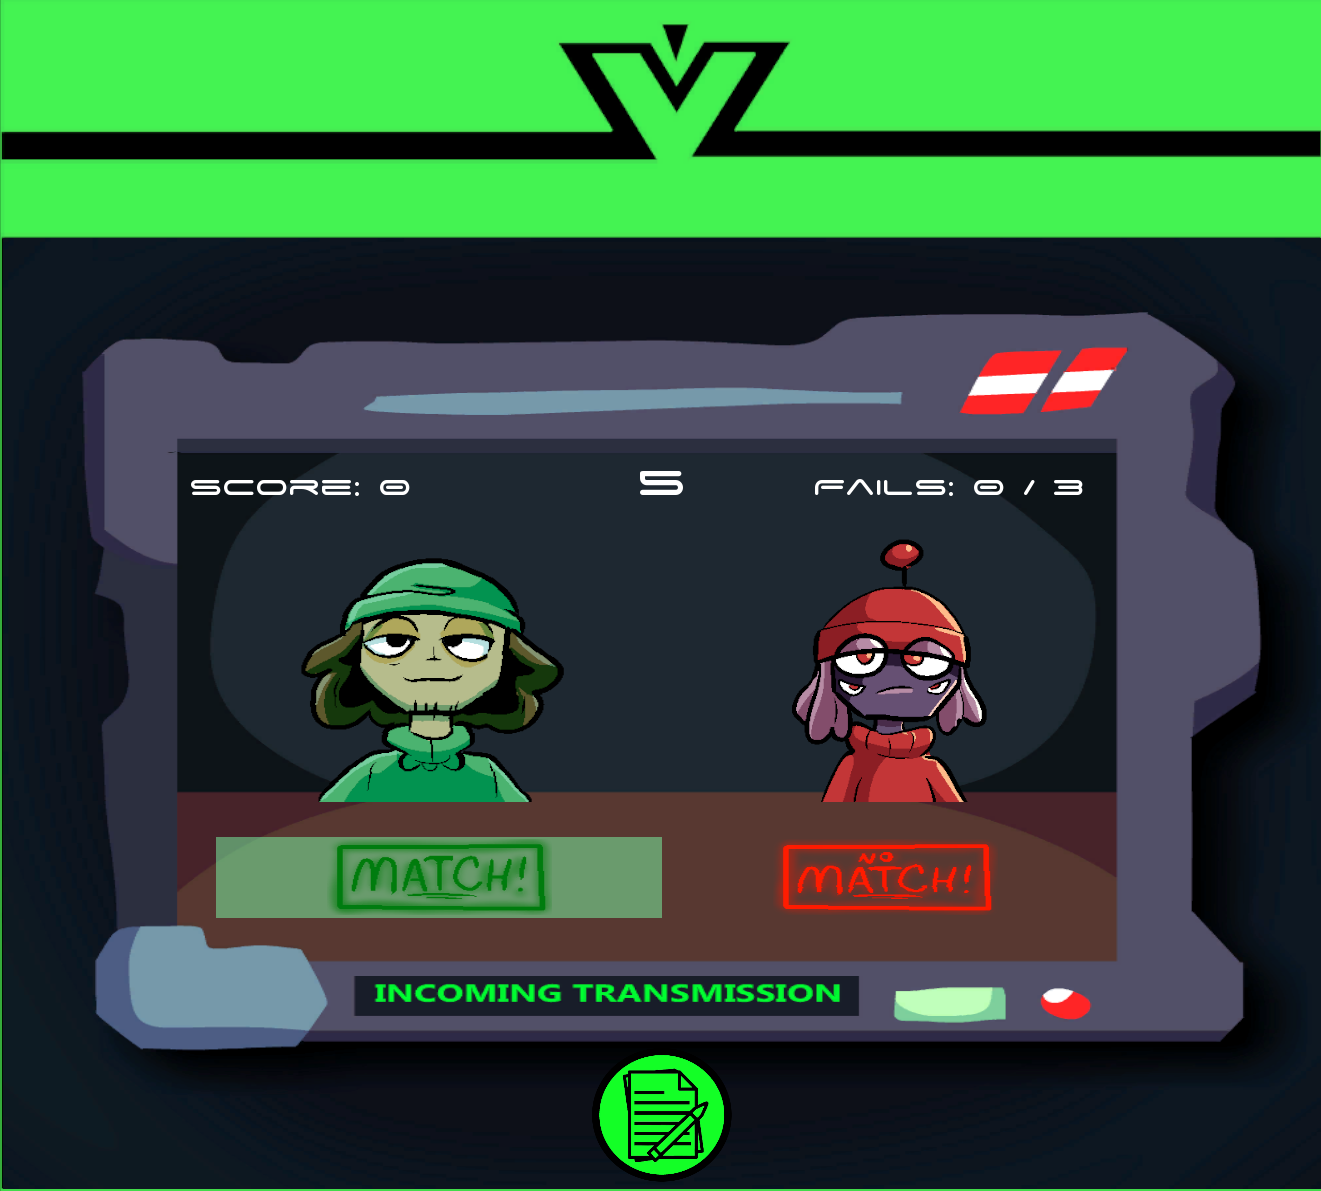 SCORE: 0
5
FAILS: 0 / 3
MATCH!
NO
MATCH!
INCOMING TRANSMISSION